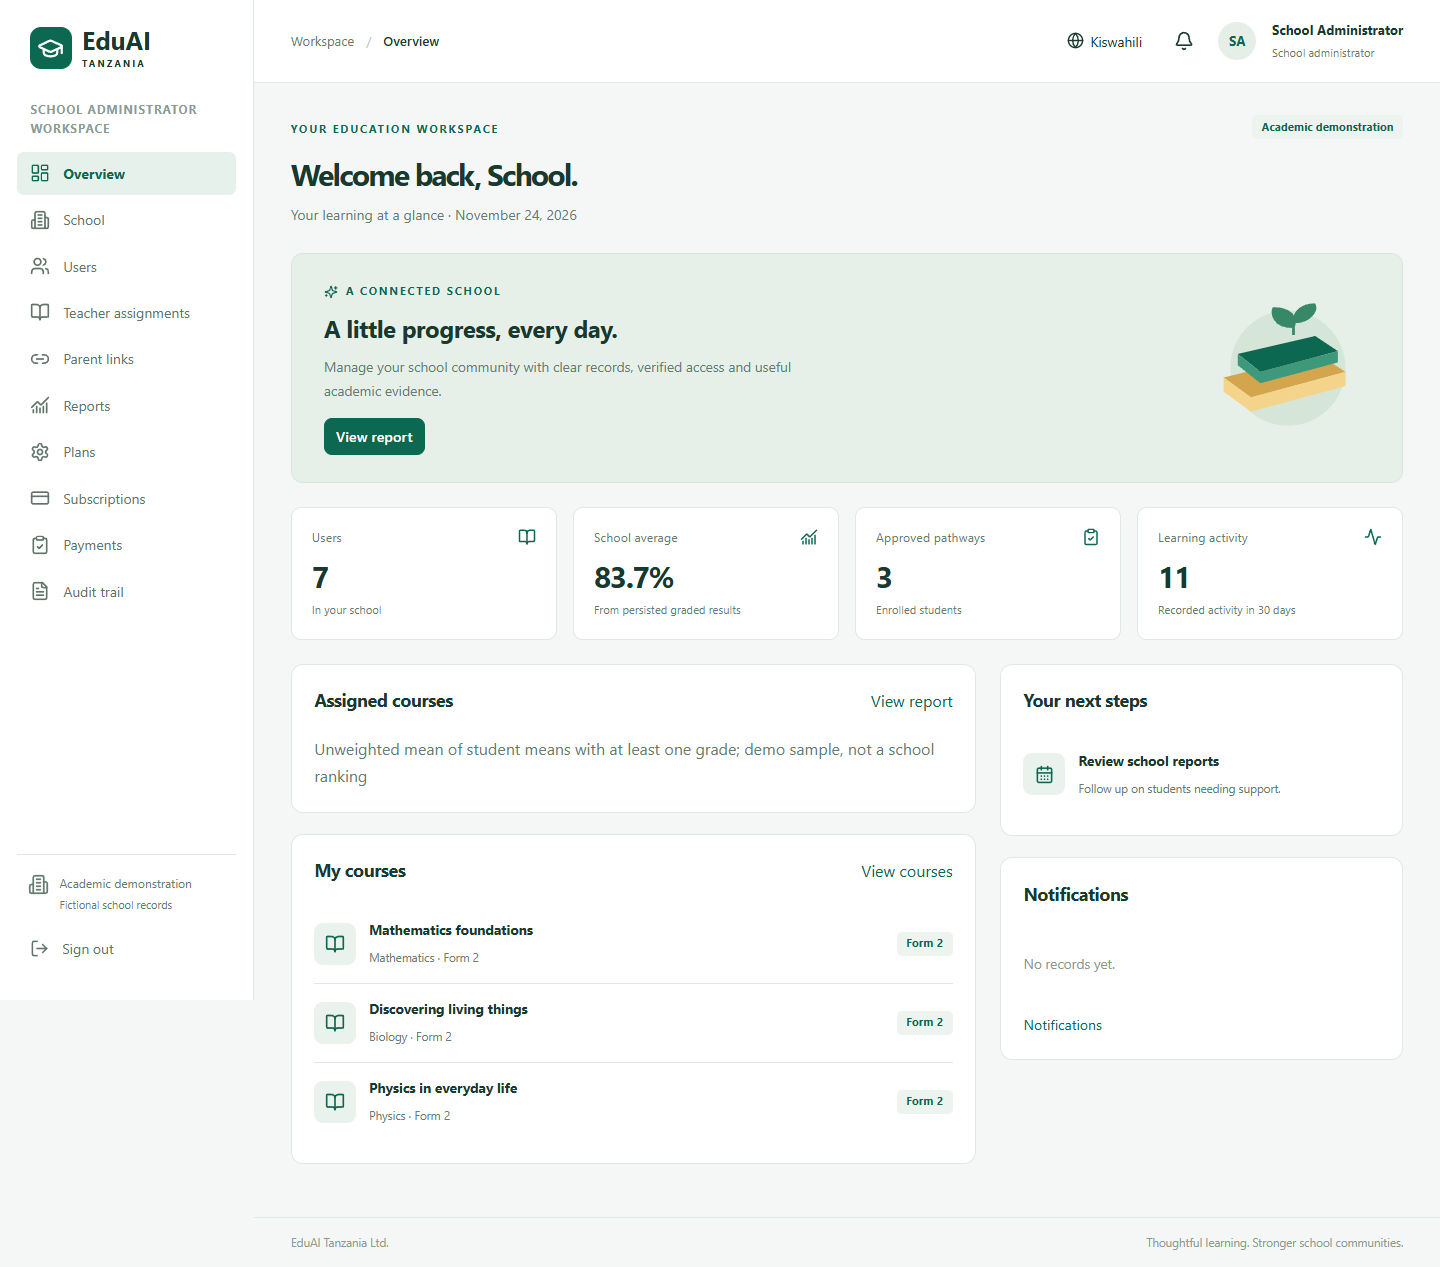 EduAI
TANZANIA
SCHOOL ADMINISTRATOR
WORKSPACE
Overview
School
Users
Teacher assignments
Parent links
Reports
Plans
Subscriptions
Payments
Audit trail
Academic demonstration
Fictional school records
Sign out
Workspace / Overview
Kiswahili
SA
School Administrator
School administrator
YOUR EDUCATION WORKSPACE
Academic demonstration
Welcome back, School.
Your learning at a glance · November 24, 2026
A CONNECTED SCHOOL
A little progress, every day.
Manage your school community with clear records, verified access and useful
academic evidence.
View report
Users
7
In your school
School average
83.7%
From persisted graded results
Approved pathways
3
Enrolled students
Learning activity
11
Recorded activity in 30 days
Assigned courses
View report
Unweighted mean of student means with at least one grade; demo sample, not a school
ranking
My courses
View courses
Mathematics foundations
Mathematics · Form 2
Form 2
Discovering living things
Biology · Form 2
Form 2
Physics in everyday life
Physics · Form 2
Form 2
Your next steps
Review school reports
Follow up on students needing support.
Notifications
No records yet.
Notifications
EduAI Tanzania Ltd.
Thoughtful learning. Stronger school communities.